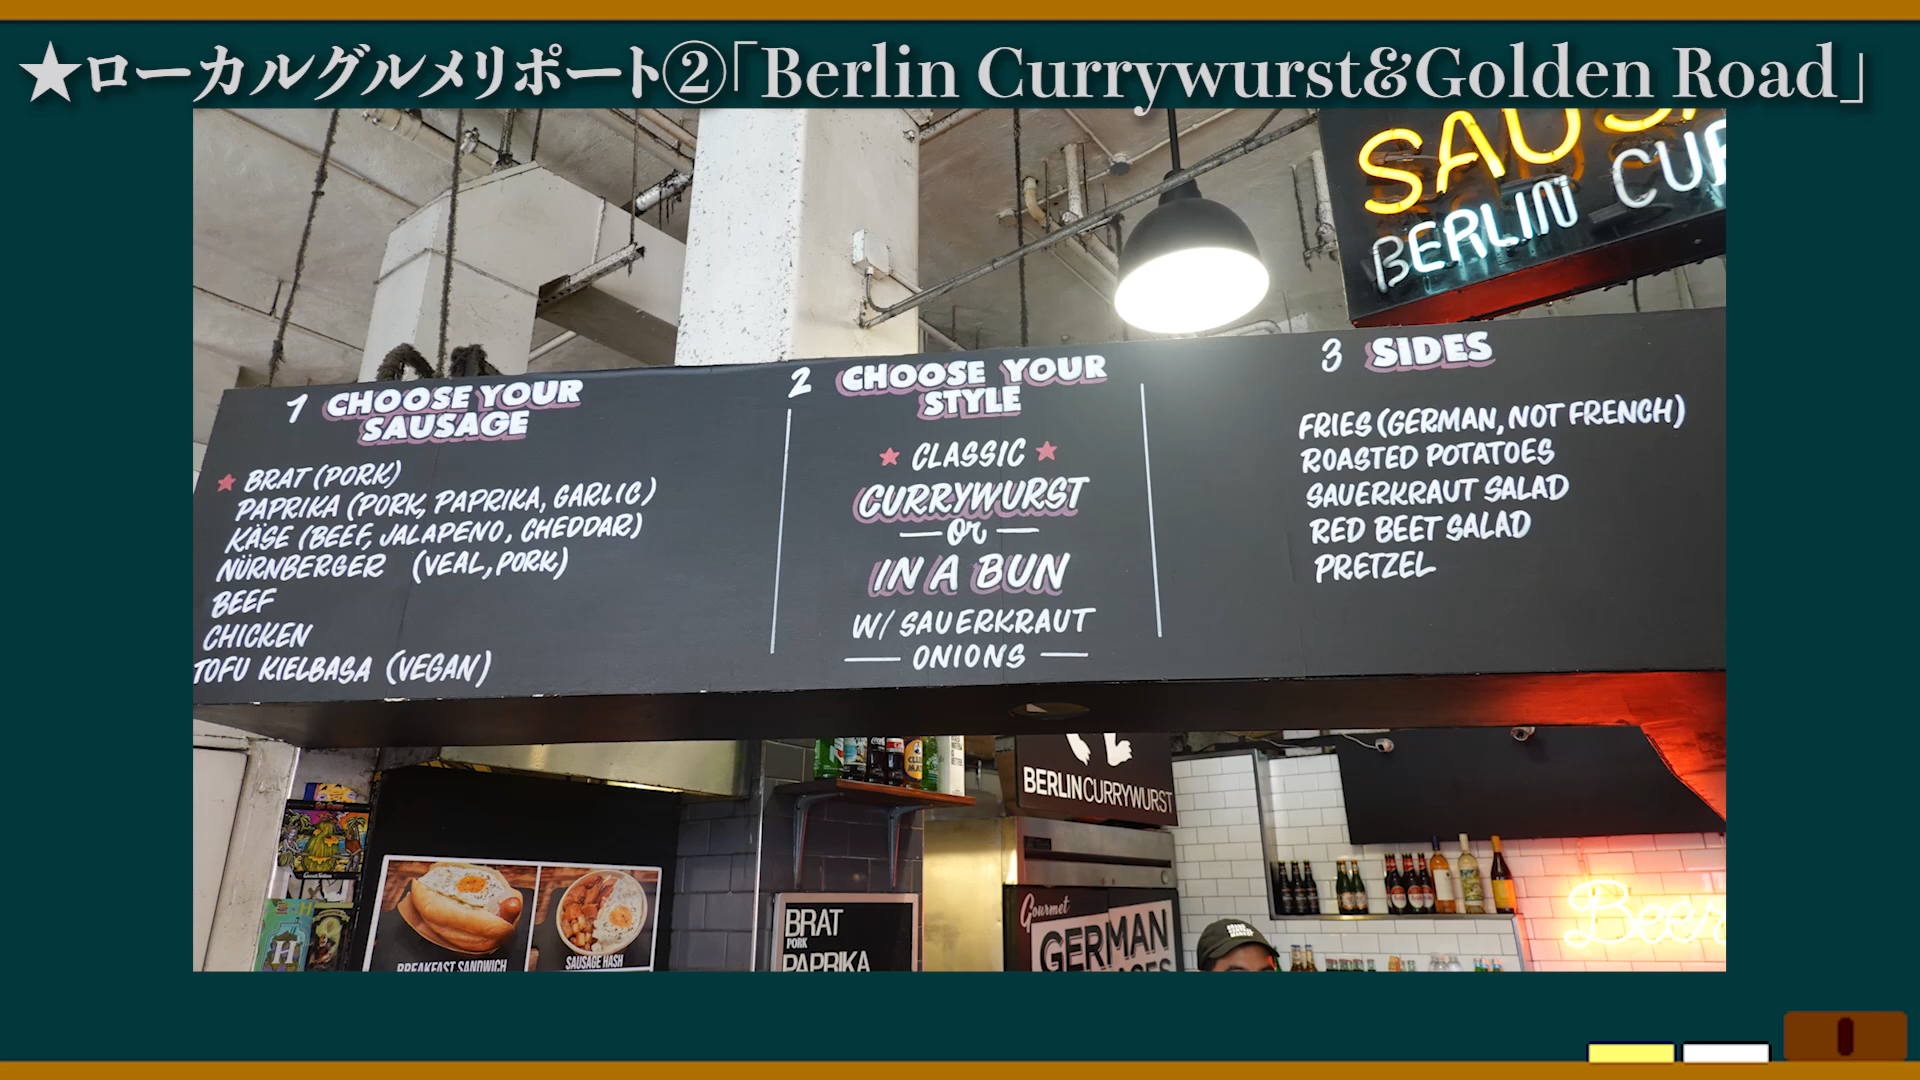 ★ローカルグルメリポート②「Berlin Currywurst&Golden Road」
BERLIN
1 CHOOSE YOUR
SAUSAGE
★ BRAT (PORK)
PAPRIKA (PORK, PAPRIKA, GARLIC)
KÄSE (BEEF, JALAPENO, CHEDDAR)
NÜRNBERGER (VEAL, PORK)
BEEF
CHICKEN
TOFU KIELBASA (VEGAN)
2 CHOOSE YOUR
STYLE
★ CLASSIC ★
CURRYWURST
— or —
IN A BUN
W/ SAUERKRAUT
— ONIONS —
3 SIDES
FRIES (GERMAN, NOT FRENCH)
ROASTED POTATOES
SAUERKRAUT SALAD
RED BEET SALAD
PRETZEL
BERLINCURRYWURST
BREAKFAST SANDWICH
SAUSAGE HASH
BRAT
PORK
PAPRIKA
Gourmet
GERMAN
Beer
H